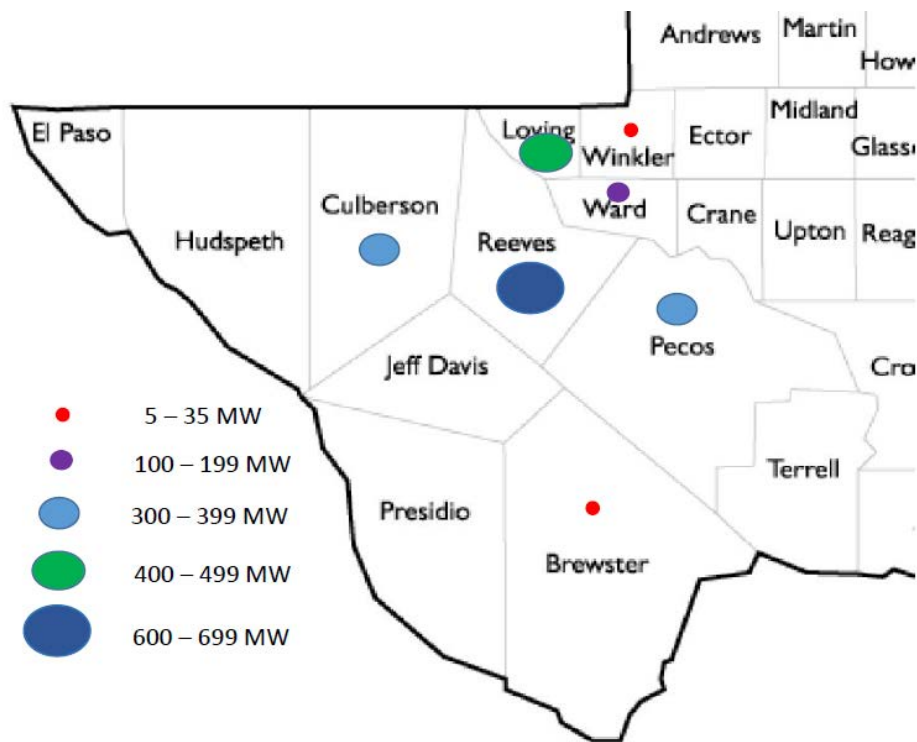 Andrews
Martin
How
El Paso
Loving
Winkler
Ector
Midland
Glassc
Culberson
Ward
Crane
Upton
Reag
Hudspeth
Reeves
Pecos
Jeff Davis
Cro
5 – 35 MW
100 – 199 MW
300 – 399 MW
400 – 499 MW
600 – 699 MW
Presidio
Brewster
Terrell